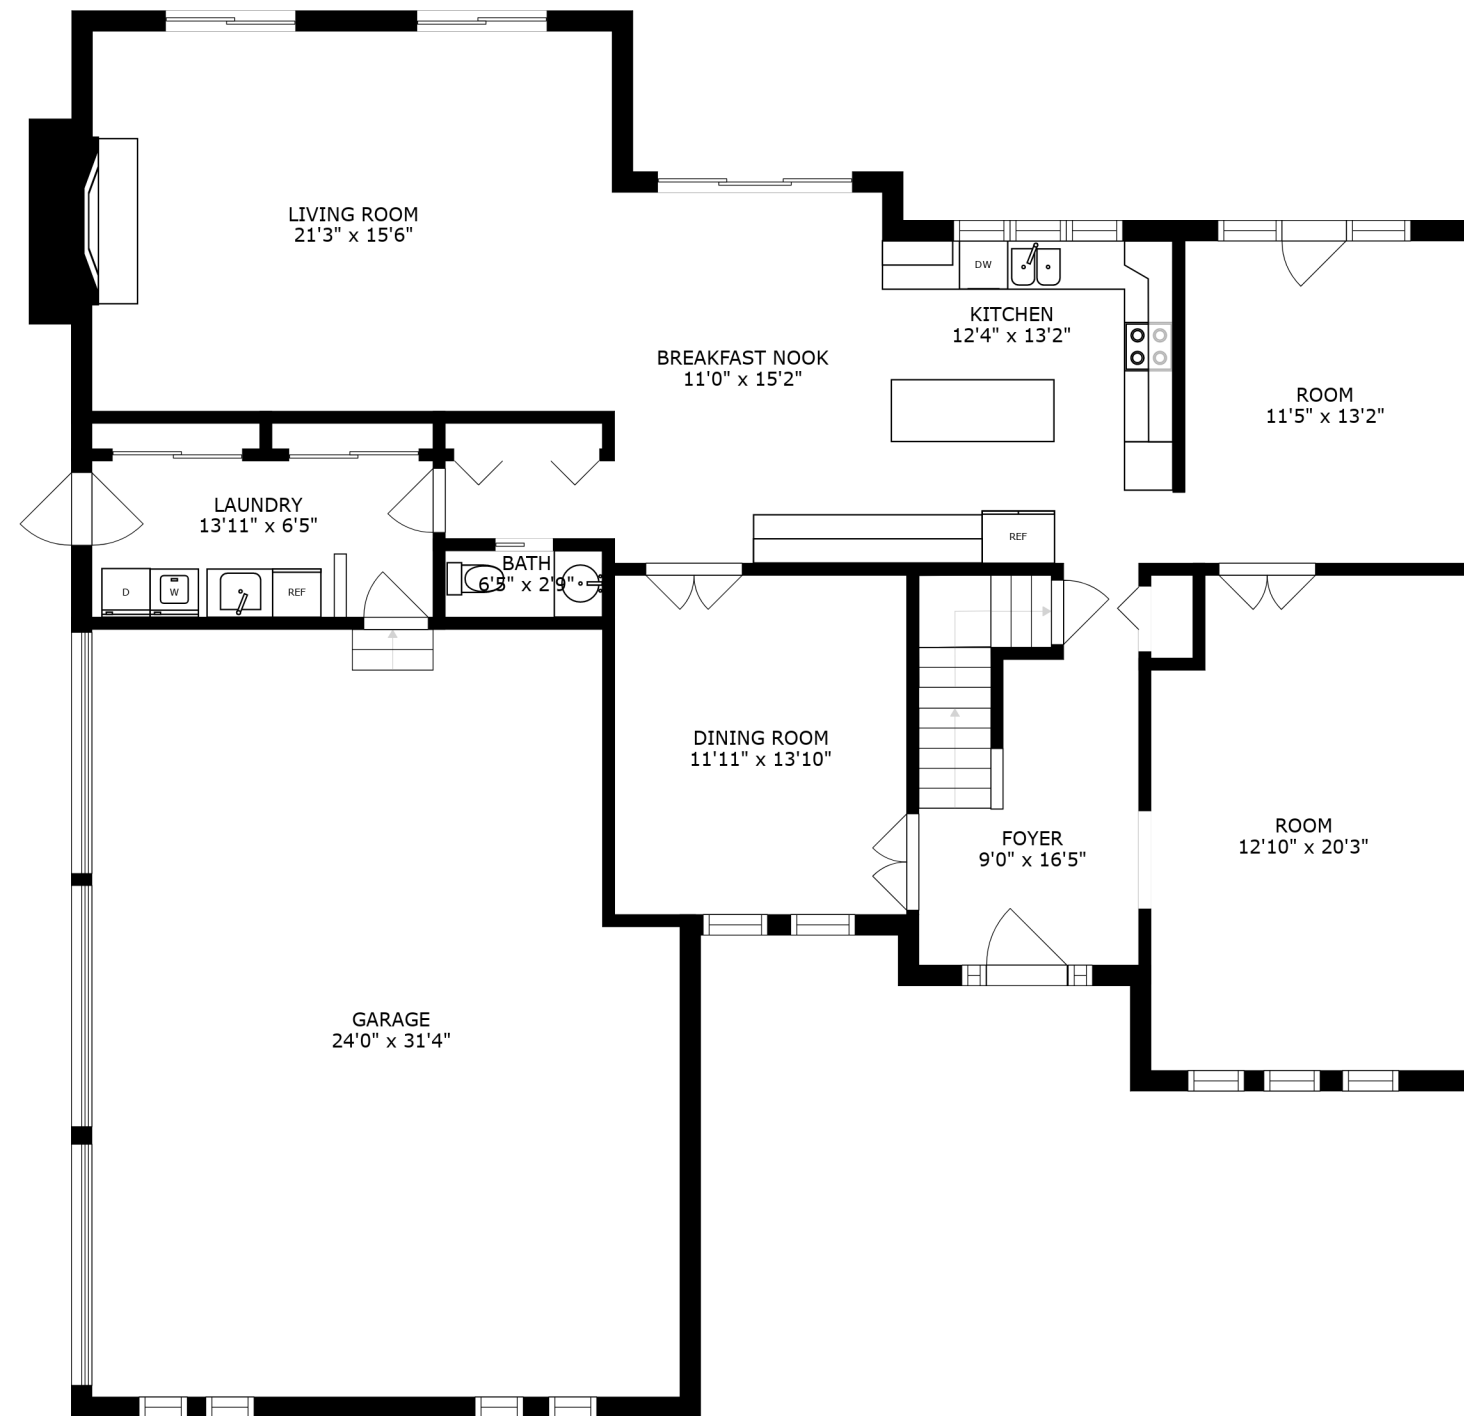 LIVING ROOM
21'3" x 15'6"
DW
KITCHEN
12'4" x 13'2"
BREAKFAST NOOK
11'0" x 15'2"
ROOM
11'5" x 13'2"
LAUNDRY
13'11" x 6'5"
REF
BATH
6'5" x 2'9"
D
W
REF
DINING ROOM
11'11" x 13'10"
FOYER
9'0" x 16'5"
ROOM
12'10" x 20'3"
GARAGE
24'0" x 31'4"